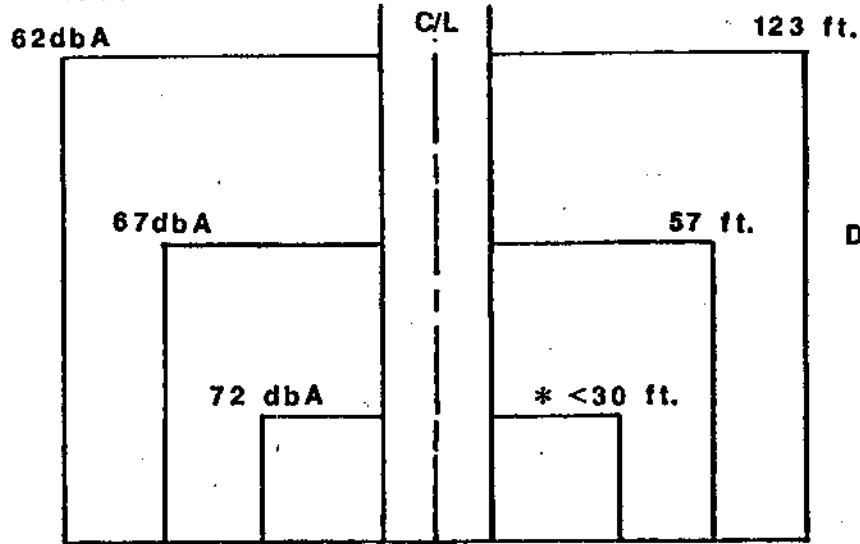 C/L
62dbA
123 ft.
67dbA
57 ft.
D
72 dbA
* <30 ft.